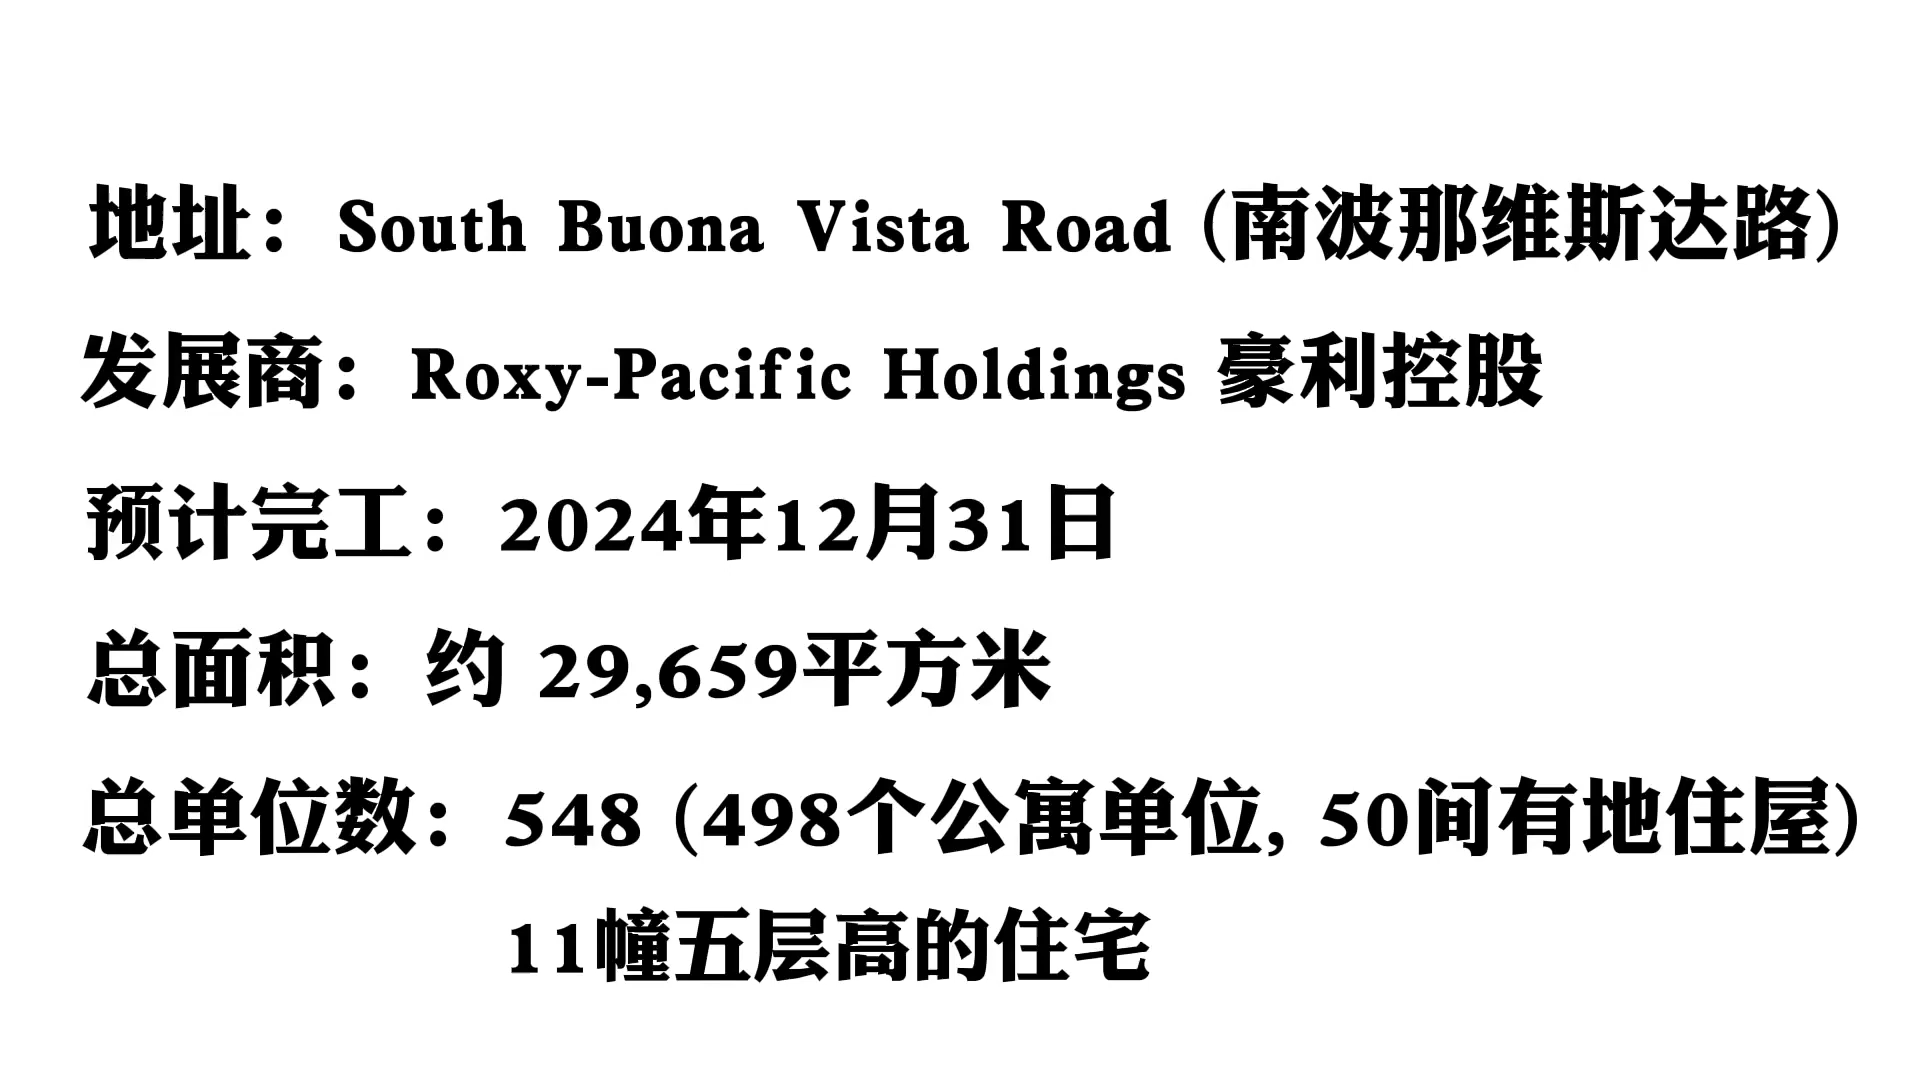 地址：South Buona Vista Road (南波那维斯达路)
发展商：Roxy-Pacific Holdings 豪利控股
预计完工：2024年12月31日
总面积：约 29,659平方米
总单位数：548 (498个公寓单位, 50间有地住屋)
11幢五层高的住宅